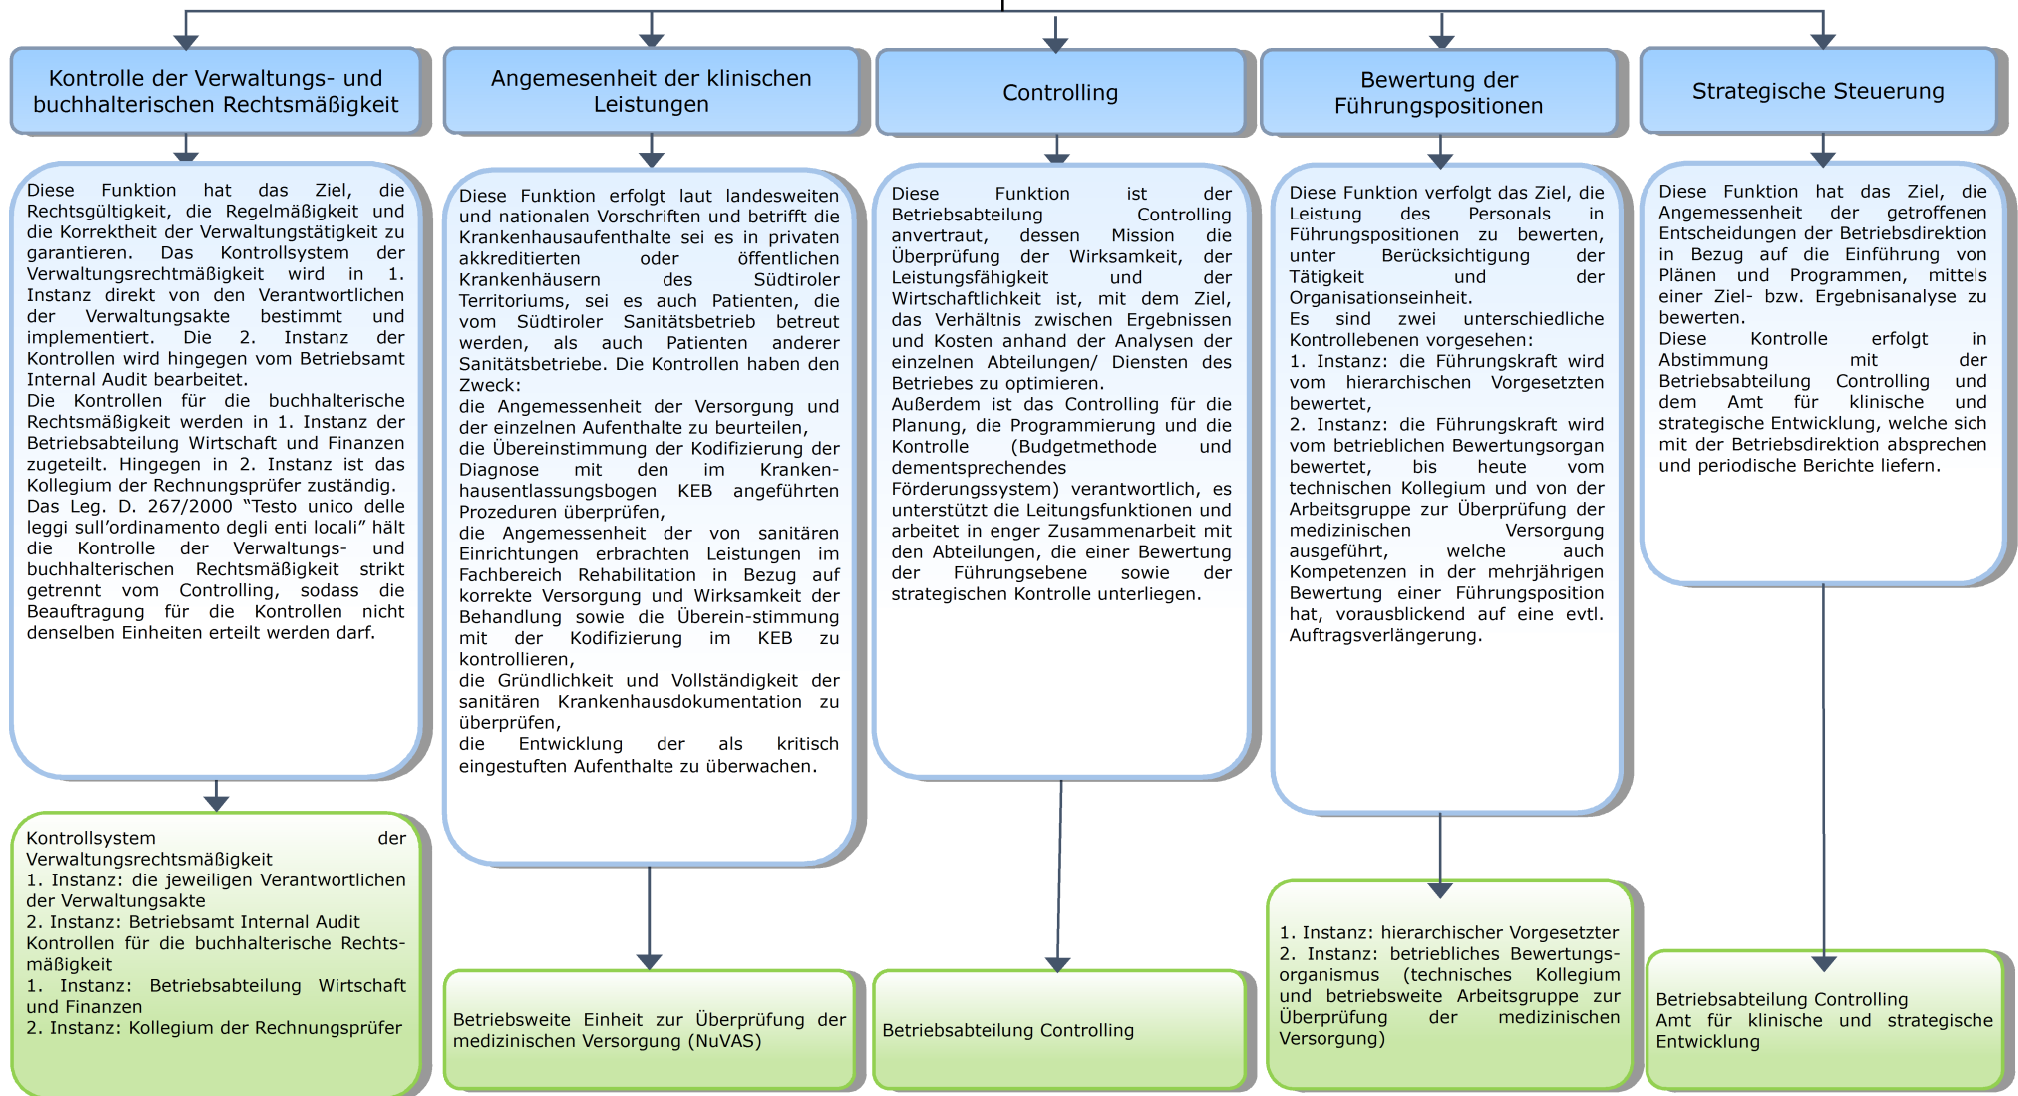 Kontrolle der Verwaltungs- und
buchhalterischen Rechtsmäßigkeit
Diese Funktion hat das Ziel, die
Rechtsgültigkeit, die Regelmäßigkeit und
die Korrektheit der Verwaltungstätigkeit zu
garantieren. Das Kontrollsystem der
Verwaltungsrechtmäßigkeit wird in 1.
Instanz direkt von den Verantwortlichen
der Verwaltungsakte bestimmt und
implementiert. Die 2. Instanz der
Kontrollen wird hingegen vom Betriebsamt
Internal Audit bearbeitet.
Die Kontrollen für die buchhalterische
Rechtsmäßigkeit werden in 1. Instanz der
Betriebsabteilung Wirtschaft und Finanzen
zugeteilt. Hingegen in 2. Instanz ist das
Kollegium der Rechnungsprüfer zuständig.
Das Leg. D. 267/2000 “Testo unico delle
leggi sull’ordinamento degli enti locali” hält
die Kontrolle der Verwaltungs- und
buchhalterischen Rechtsmäßigkeit strikt
getrennt vom Controlling, sodass die
Beauftragung für die Kontrollen nicht
denselben Einheiten erteilt werden darf.
Kontrollsystem der
Verwaltungsrechtsmäßigkeit
1. Instanz: die jeweiligen Verantwortlichen
der Verwaltungsakte
2. Instanz: Betriebsamt Internal Audit
Kontrollen für die buchhalterische Rechts-
mäßigkeit
1. Instanz: Betriebsabteilung Wirtschaft
und Finanzen
2. Instanz: Kollegium der Rechnungsprüfer
Angemesenheit der klinischen
Leistungen
Diese Funktion erfolgt laut landesweiten
und nationalen Vorschriften und betrifft die
Krankenhausaufenthalte sei es in privaten
akkreditierten oder öffentlichen
Krankenhäusern des Südtiroler
Territoriums, sei es auch Patienten, die
vom Südtiroler Sanitätsbetrieb betreut
werden, als auch Patienten anderer
Sanitätsbetriebe. Die Kontrollen haben den
Zweck:
die Angemessenheit der Versorgung und
der einzelnen Aufenthalte zu beurteilen,
die Übereinstimmung der Kodifizierung der
Diagnose mit den im Kranken-
hausentlassungsbogen KEB angeführten
Prozeduren überprüfen,
die Angemessenheit der von sanitären
Einrichtungen erbrachten Leistungen im
Fachbereich Rehabilitation in Bezug auf
korrekte Versorgung und Wirksamkeit der
Behandlung sowie die Überein-stimmung
mit der Kodifizierung im KEB zu
kontrollieren,
die Gründlichkeit und Vollständigkeit der
sanitären Krankenhausdokumentation zu
überprüfen,
die Entwicklung der als kritisch
eingestuften Aufenthalte zu überwachen.
Betriebsweite Einheit zur Überprüfung der
medizinischen Versorgung (NuVAS)
Controlling
Diese Funktion ist der
Betriebsabteilung Controlling
anvertraut, dessen Mission die
Überprüfung der Wirksamkeit, der
Leistungsfähigkeit und der
Wirtschaftlichkeit ist, mit dem Ziel,
das Verhältnis zwischen Ergebnissen
und Kosten anhand der Analysen der
einzelnen Abteilungen/ Diensten des
Betriebes zu optimieren.
Außerdem ist das Controlling für die
Planung, die Programmierung und die
Kontrolle (Budgetmethode und
dementsprechendes
Förderungssystem) verantwortlich, es
unterstützt die Leitungsfunktionen und
arbeitet in enger Zusammenarbeit mit
den Abteilungen, die einer Bewertung
der Führungsebene sowie der
strategischen Kontrolle unterliegen.
Betriebsabteilung Controlling
Bewertung der
Führungspositionen
Diese Funktion verfolgt das Ziel, die
Leistung des Personals in
Führungspositionen zu bewerten,
unter Berücksichtigung der
Tätigkeit und der
Organisationseinheit.
Es sind zwei unterschiedliche
Kontrollebenen vorgesehen:
1. Instanz: die Führungskraft wird
vom hierarchischen Vorgesetzten
bewertet,
2. Instanz: die Führungskraft wird
vom betrieblichen Bewertungsorgan
bewertet, bis heute vom
technischen Kollegium und von der
Arbeitsgruppe zur Überprüfung der
medizinischen Versorgung
ausgeführt, welche auch
Kompetenzen in der mehrjährigen
Bewertung einer Führungsposition
hat, vorausblickend auf eine evtl.
Auftragsverlängerung.
1. Instanz: hierarchischer Vorgesetzter
2. Instanz: betriebliches Bewertungs-
organismus (technisches Kollegium
und betriebsweite Arbeitsgruppe zur
Überprüfung der medizinischen
Versorgung)
Strategische Steuerung
Diese Funktion hat das Ziel, die
Angemessenheit der getroffenen
Entscheidungen der Betriebsdirektion
in Bezug auf die Einführung von
Plänen und Programmen, mittels
einer Ziel- bzw. Ergebnisanalyse zu
bewerten.
Diese Kontrolle erfolgt in
Abstimmung mit der
Betriebsabteilung Controlling und
dem Amt für klinische und
strategische Entwicklung, welche sich
mit der Betriebsdirektion absprechen
und periodische Berichte liefern.
Betriebsabteilung Controlling
Amt für klinische und strategische
Entwicklung